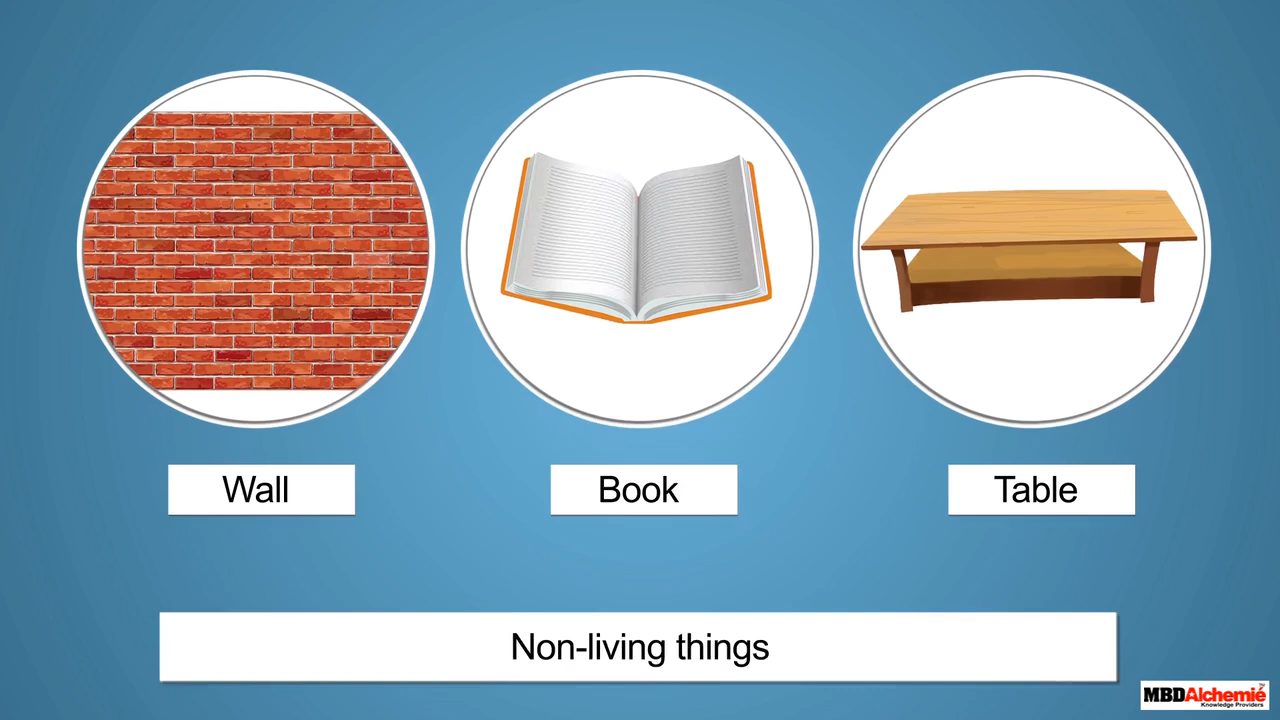 Wall
Book
Table
Non-living things
MBDAlchemie
Knowledge Providers